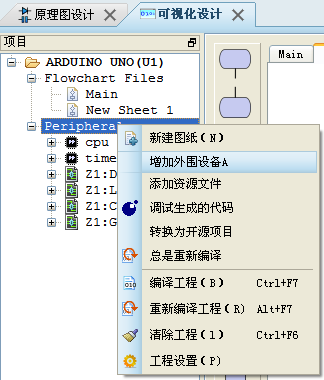 原理图设计 × 可视化设计 ×
项目
ARDUINO UNO(U1)
Flowchart Files
Main
New Sheet 1
Peripheral
cpu
time
Z1:D
Z1:L
Z1:C
Z1:G
Main
新建图纸(N)
增加外围设备A
添加资源文件
调试生成的代码
转换为开源项目
总是重新编译
编译工程(B) Ctrl+F7
重新编译工程(R) Alt+F7
清除工程(l) Ctrl+F6
工程设置(P)